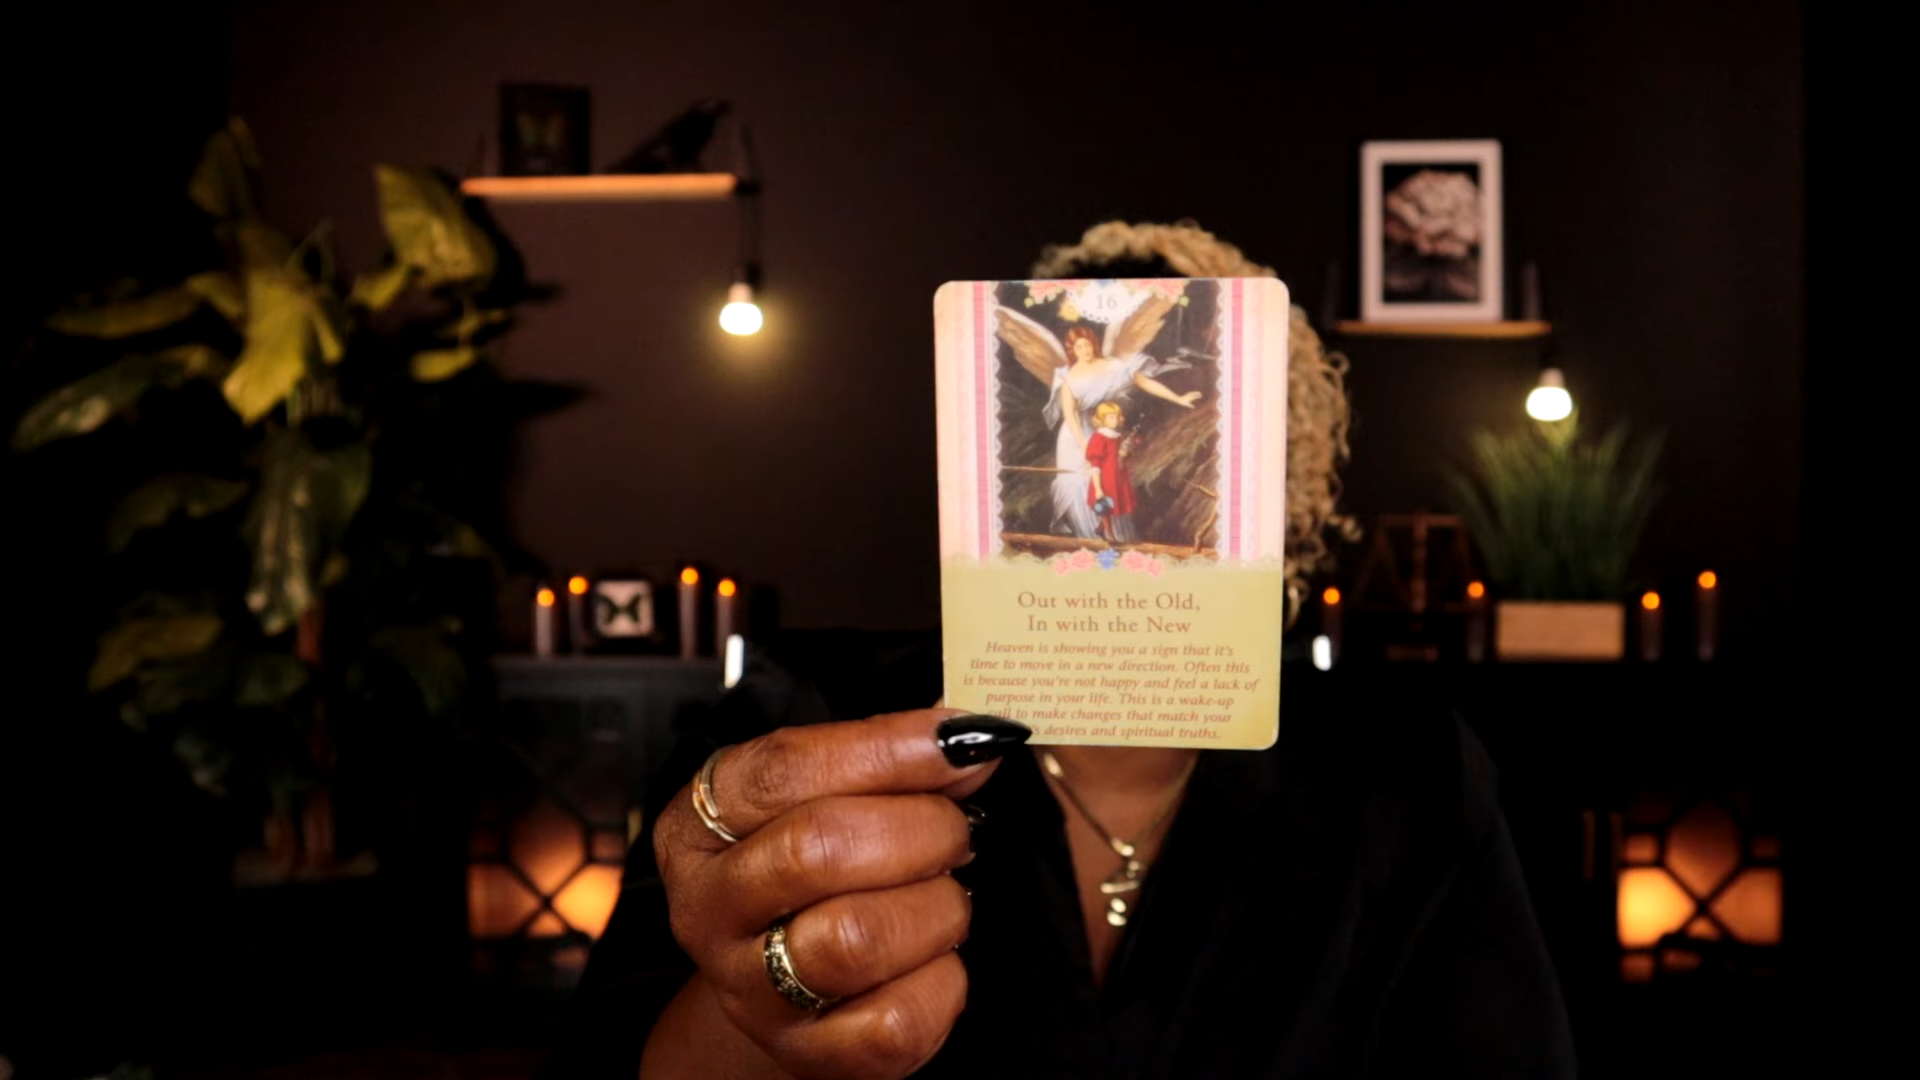 16
Out with the Old,
In with the New
Heaven is showing you a sign that it's
time to move in a new direction. Often this
is because you're not happy and feel a lack of
purpose in your life. This is a wake-up
call to make changes that match your
desires and spiritual truths.